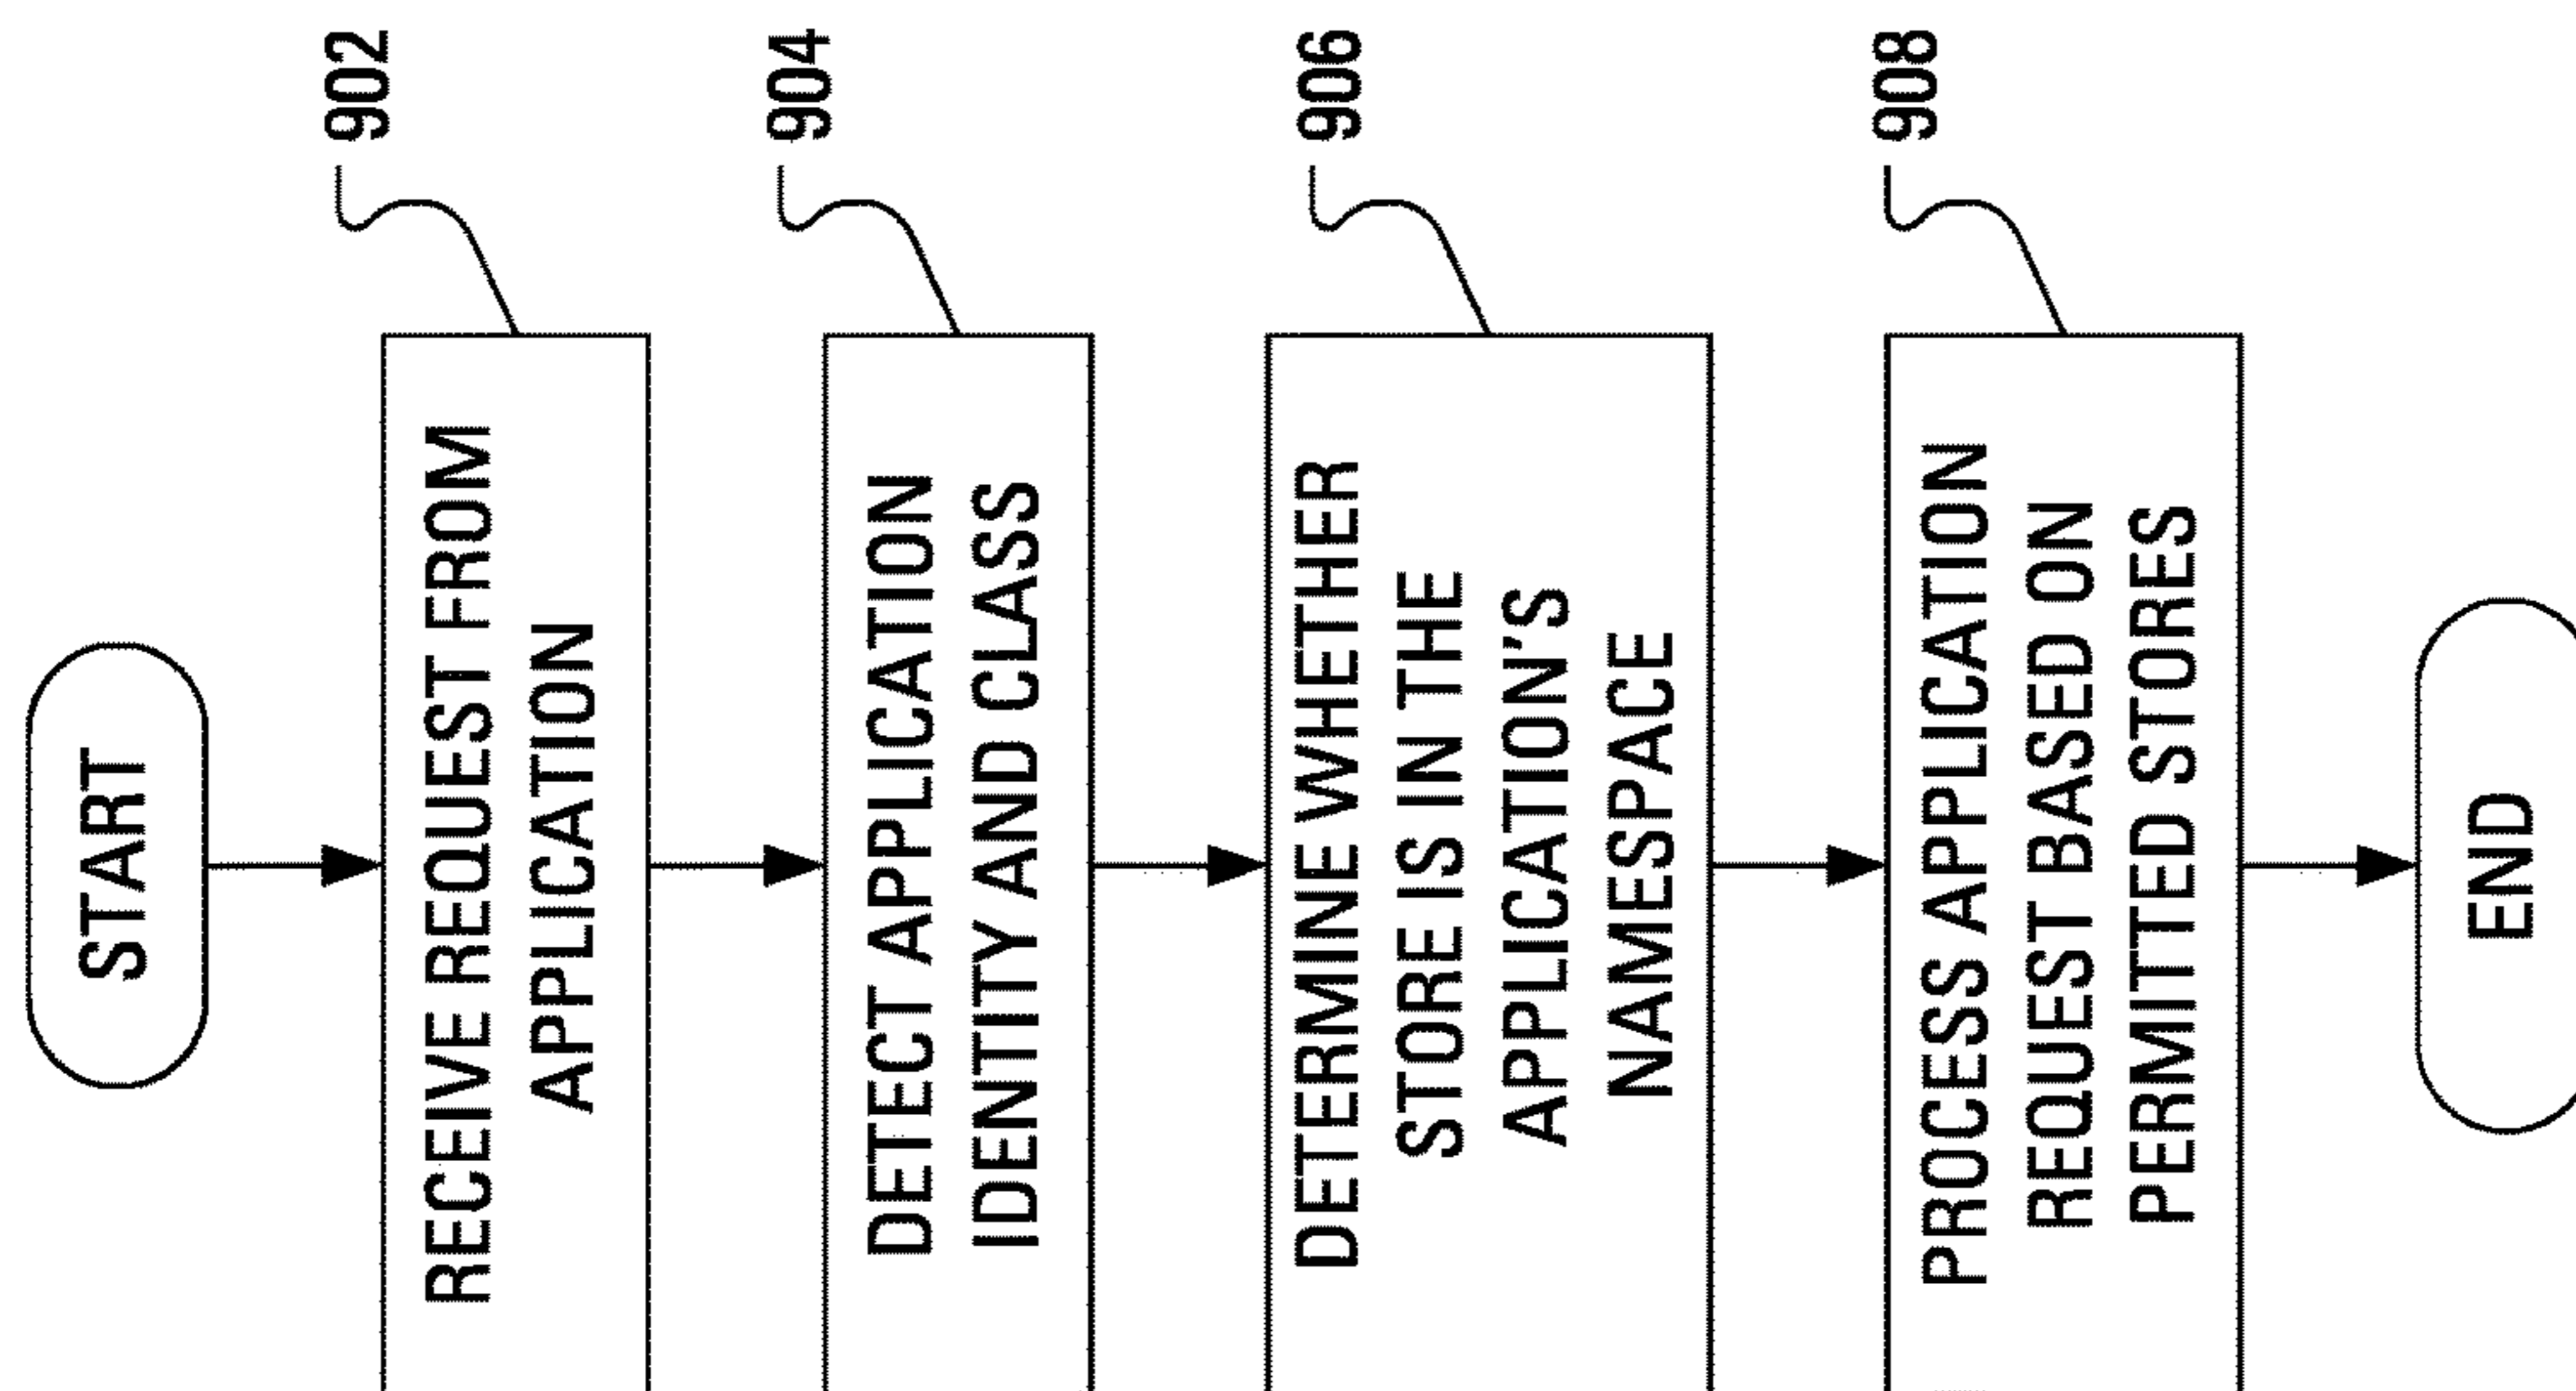 START
902
RECEIVE REQUEST FROM
APPLICATION
904
DETECT APPLICATION
IDENTITY AND CLASS
906
DETERMINE WHETHER
STORE IS IN THE
APPLICATION'S
NAMESPACE
908
PROCESS APPLICATION
REQUEST BASED ON
PERMITTED STORES
END